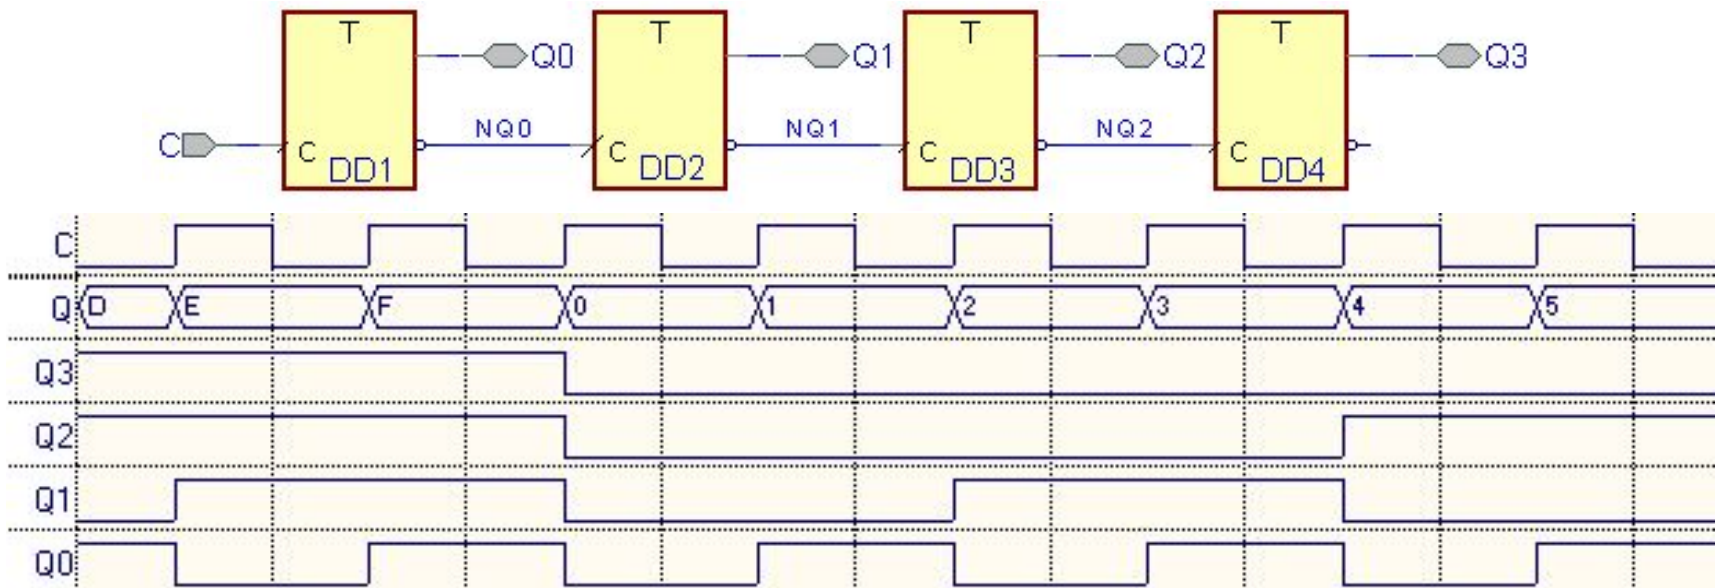 T T T T
Q0 Q1 Q2 Q3
NQ0 NQ1 NQ2
C C C C C
DD1 DD2 DD3 DD4
C
Q D E F 0 1 2 3 4 5
Q3
Q2
Q1
Q0